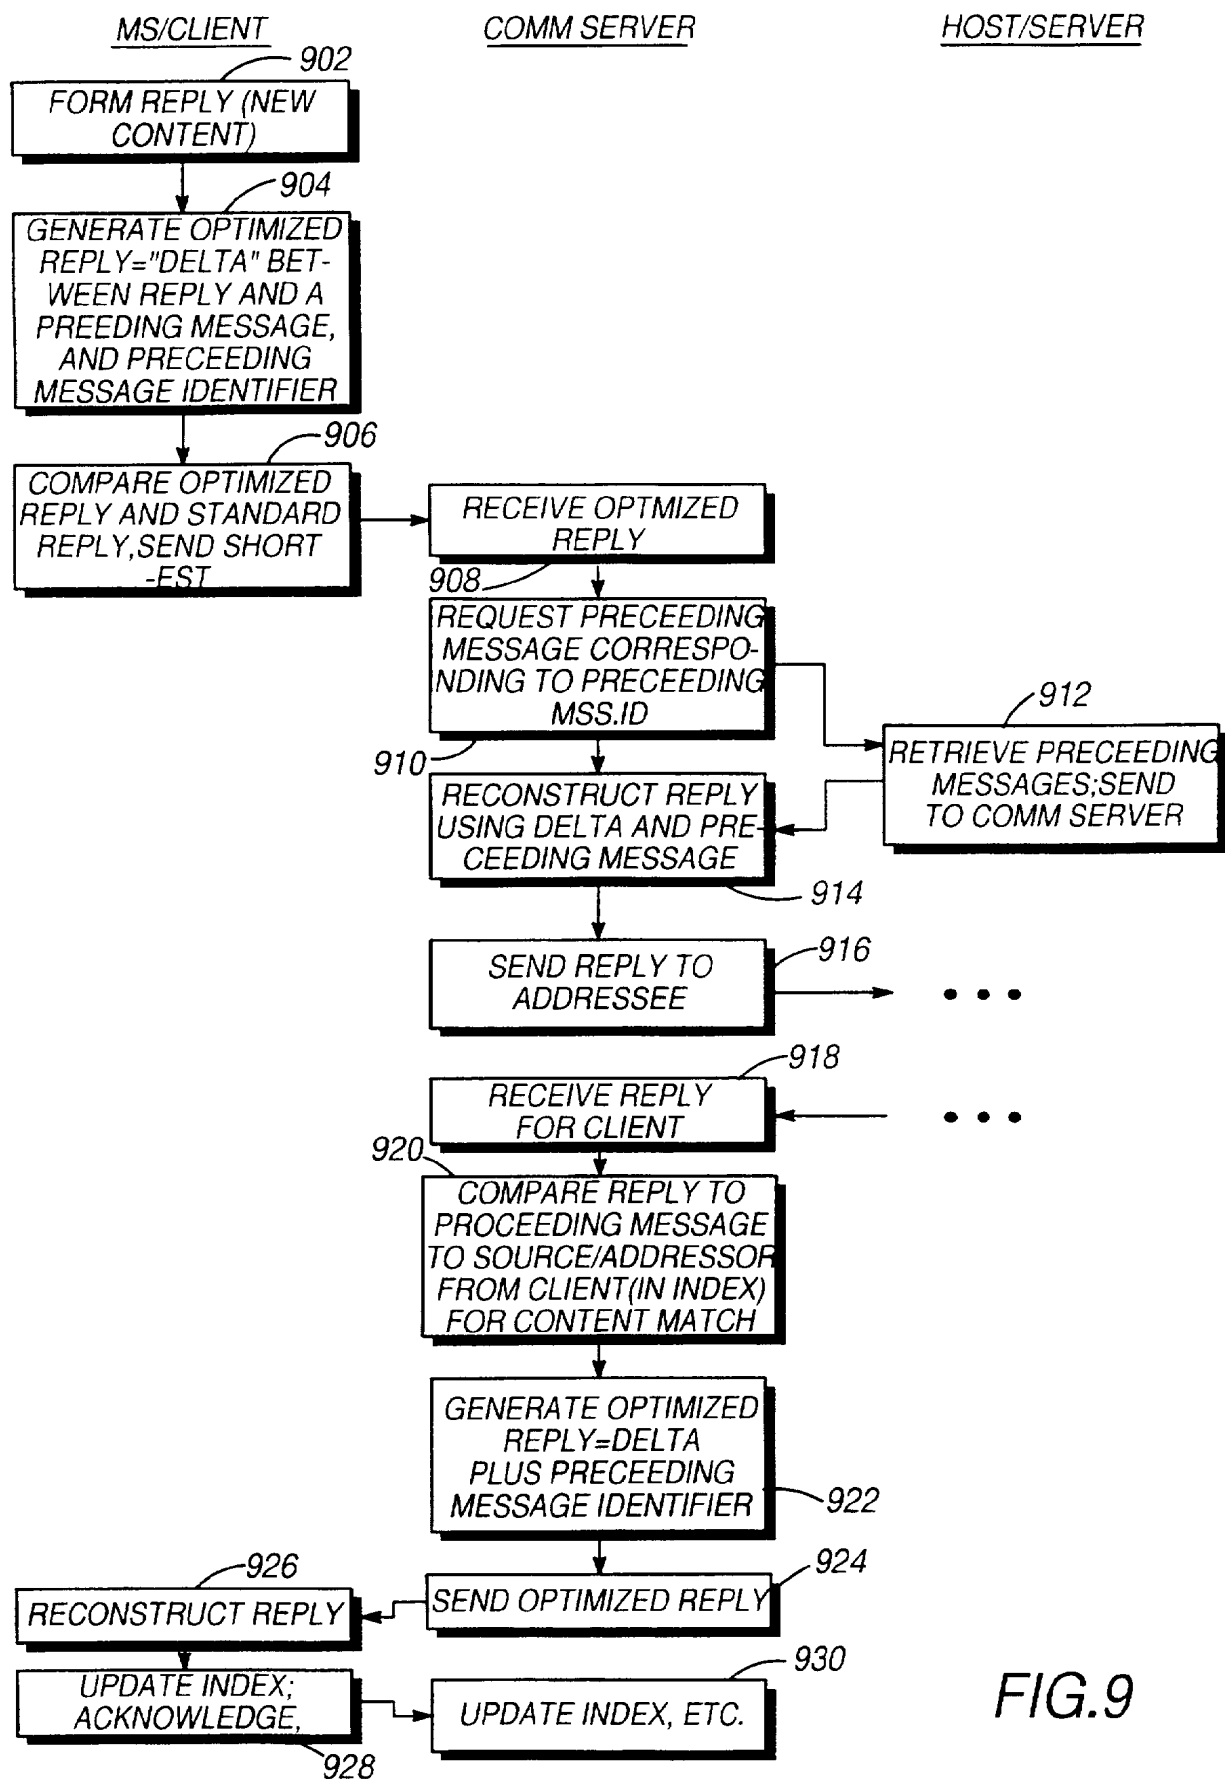 MS/CLIENT
COMM SERVER
HOST/SERVER
902
FORM REPLY (NEW
CONTENT)
904
GENERATE OPTIMIZED
REPLY="DELTA" BET-
WEEN REPLY AND A
PREEDING MESSAGE,
AND PRECEEDING
MESSAGE IDENTIFIER
906
COMPARE OPTIMIZED
REPLY AND STANDARD
REPLY,SEND SHORT
-EST
RECEIVE OPTMIZED
REPLY
908
REQUEST PRECEEDING
MESSAGE CORRESPO-
NDING TO PRECEEDING
MSS.ID
910
912
RETRIEVE PRECEEDING
MESSAGES;SEND
TO COMM SERVER
RECONSTRUCT REPLY
USING DELTA AND PRE-
CEEDING MESSAGE
914
SEND REPLY TO
ADDRESSEE
916
• • •
918
RECEIVE REPLY
FOR CLIENT
• • •
920
COMPARE REPLY TO
PROCEEDING MESSAGE
TO SOURCE/ADDRESSOR
FROM CLIENT(IN INDEX)
FOR CONTENT MATCH
GENERATE OPTIMIZED
REPLY=DELTA
PLUS PRECEEDING
MESSAGE IDENTIFIER
922
924
SEND OPTIMIZED REPLY
926
RECONSTRUCT REPLY
UPDATE INDEX;
ACKNOWLEDGE,
928
930
UPDATE INDEX, ETC.
FIG.9